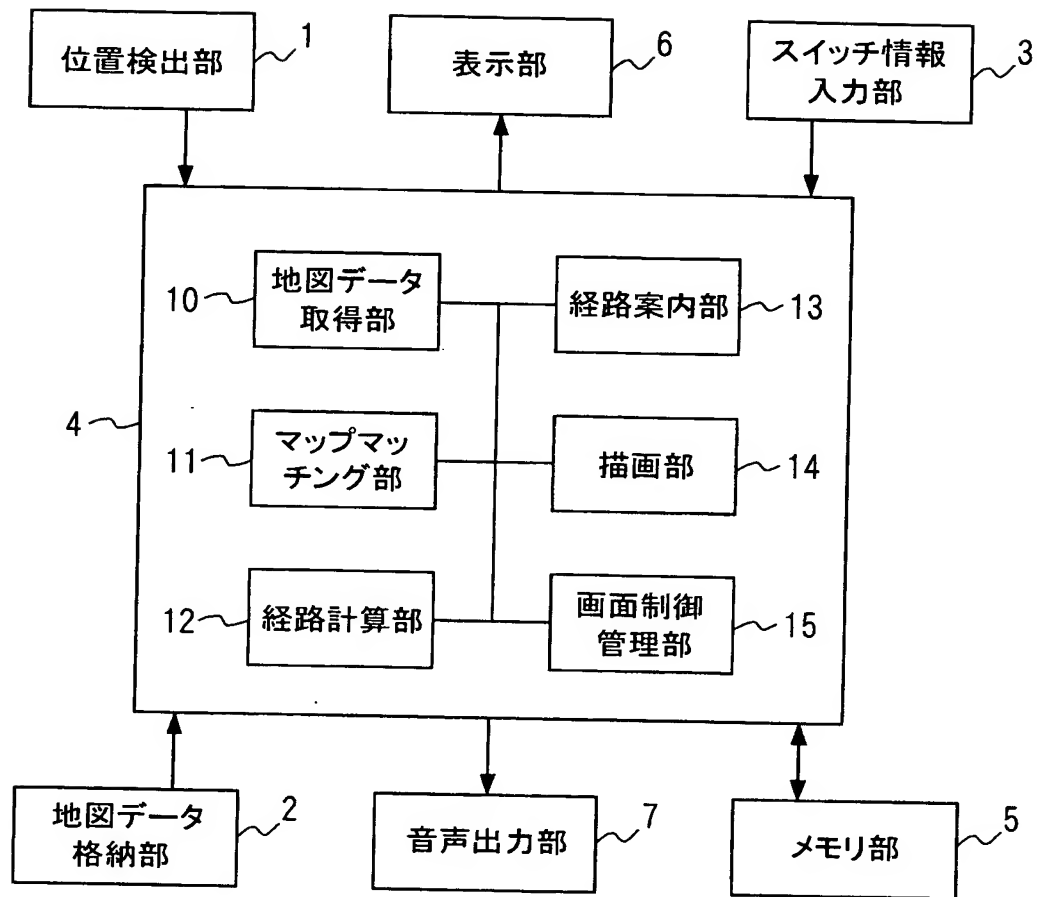 位置検出部
1
表示部
6
スイッチ情報
入力部
3
地図データ
取得部
10
経路案内部
13
4
マップマッ
チング部
11
描画部
14
経路計算部
12
画面制御
管理部
15
地図データ
格納部
2
音声出力部
7
メモリ部
5